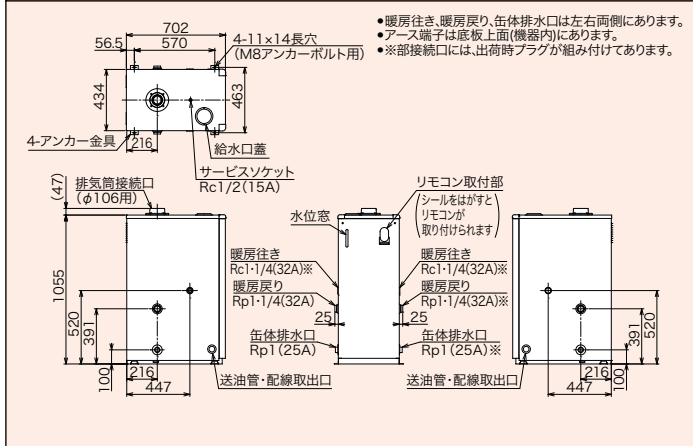 ●暖房往き、暖房戻り、缶体排水口は左右両側にあります。
●アース端子は底板上面(機器内)にあります。
●※部接続口には、出荷時プラグが組み付けてあります。
702
56.5
570
4-11×14長穴
(M8アンカーボルト用)
434
463
4-アンカー金具
216
給水口蓋
サービスソケット
Rc1/2(15A)
(47)
排気筒接続口
(φ106用)
水位窓
リモコン取付部
(シールをはがすと
リモコンが
取り付けられます)
暖房往き
Rc1・1/4(32A)※
暖房戻り
Rp1・1/4(32A)
暖房往き
Rc1・1/4(32A)※
暖房戻り
Rp1・1/4(32A)※
1055
520
391
100
25
25
缶体排水口
Rp1(25A)
缶体排水口
Rp1(25A)※
391
520
100
216
447
送油管・配線取出口
送油管・配線取出口
216
447